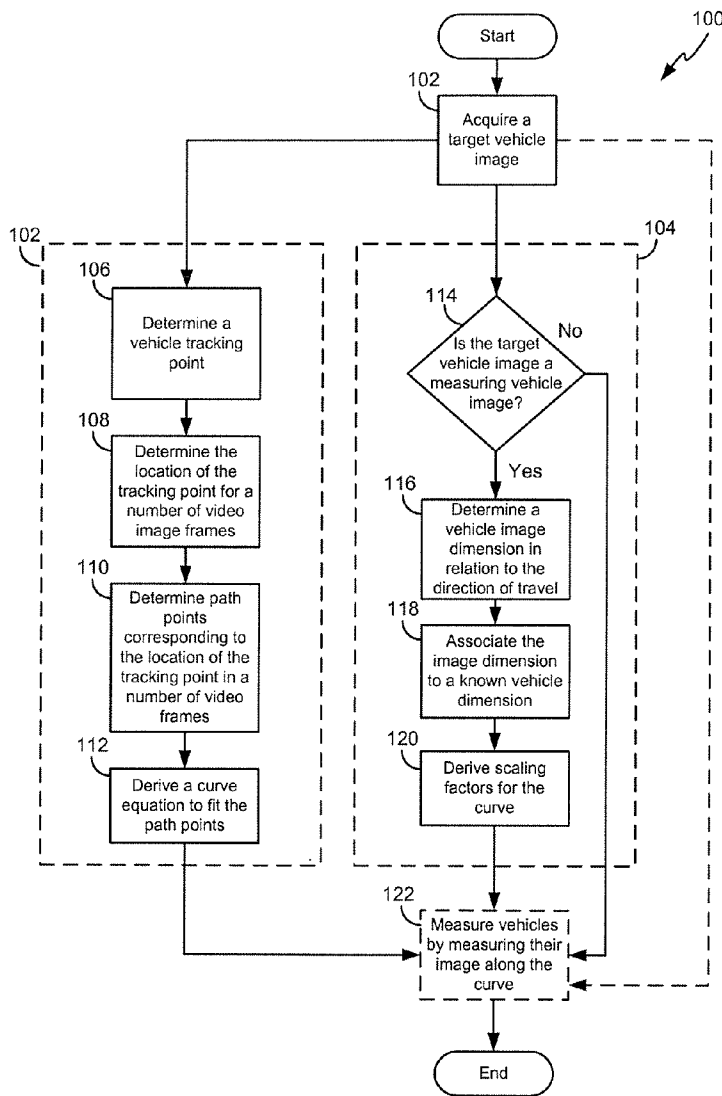 100
Start
102
Acquire a
target vehicle
image
102
106
Determine a
vehicle tracking
point
108
Determine the
location of the
tracking point for a
number of video
image frames
110
Determine path
points
corresponding to
the location of the
tracking point in a
number of video
frames
112
Derive a curve
equation to fit the
path points
104
114
Is the target
vehicle image a
measuring vehicle
image?
No
Yes
116
Determine a
vehicle image
dimension in
relation to the
direction of travel
118
Associate the
image dimension
to a known vehicle
dimension
120
Derive scaling
factors for the
curve
122
Measure vehicles
by measuring their
image along the
curve
End